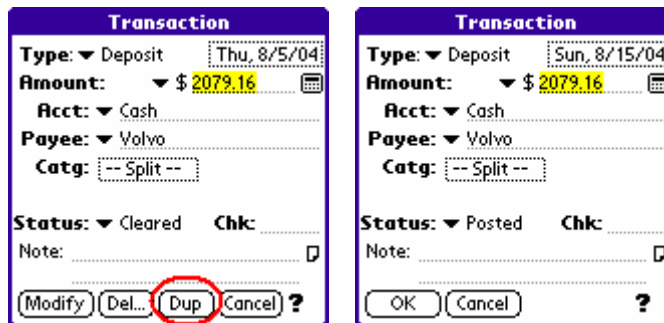 Transaction
Type: Deposit Thu, 8/5/04
Amount: $ 2079.16
Acct: Cash
Payee: Volvo
Catg: -- Split --
Status: Cleared Chk:
Note:
Modify Del... Dup Cancel ?
Transaction
Type: Deposit Sun, 8/15/04
Amount: $ 2079.16
Acct: Cash
Payee: Volvo
Catg: -- Split --
Status: Posted Chk:
Note:
OK Cancel ?